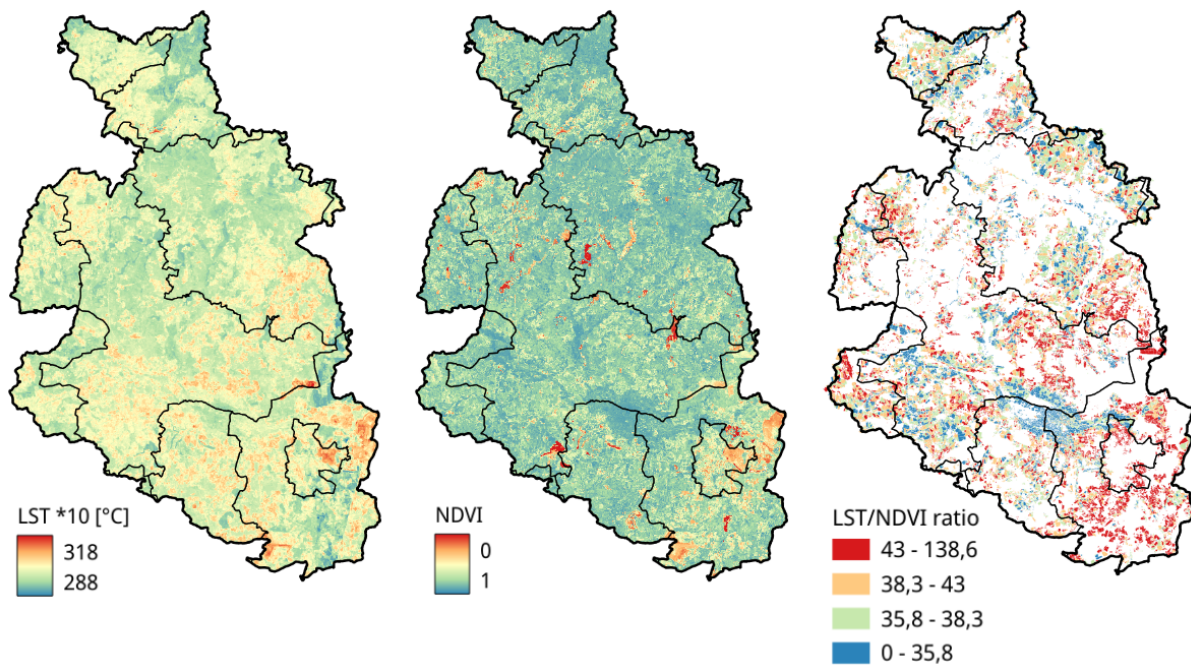 LST *10 [°C]
318
288
NDVI
0
1
LST/NDVI ratio
43 - 138,6
38,3 - 43
35,8 - 38,3
0 - 35,8